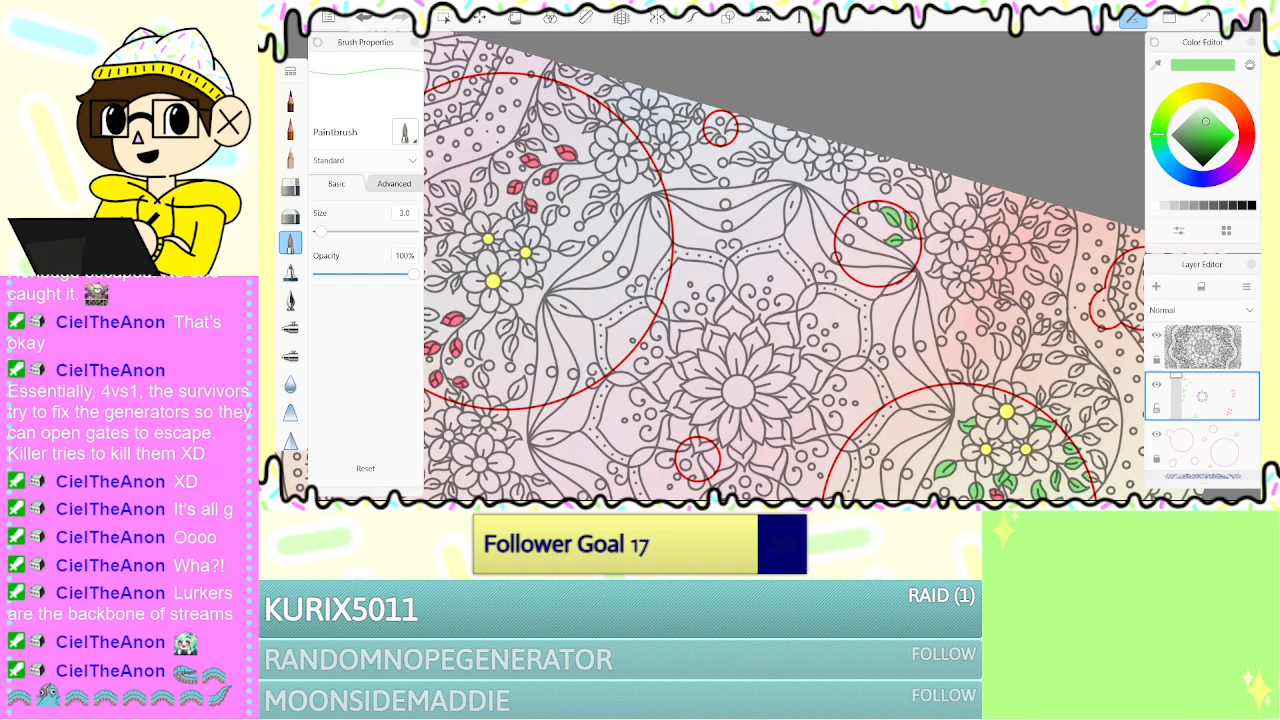 Brush Properties
Paintbrush
Standard
Basic
Advanced
Size
3.0
Opacity
100%
Reset
Color Editor
Layer Editor
Normal
caught it.
CielTheAnon That's
okay
CielTheAnon
Essentially, 4vs1, the survivors
try to fix the generators so they
can open gates to escape.
Killer tries to kill them XD
CielTheAnon XD
CielTheAnon It's all g
CielTheAnon Oooo
CielTheAnon Wha?!
CielTheAnon Lurkers
are the backbone of streams
CielTheAnon
CielTheAnon
Follower Goal 17
KURIX5011
RAID (1)
RANDOMNOPEGENERATOR
FOLLOW
MOONSIDEMADDIE
FOLLOW